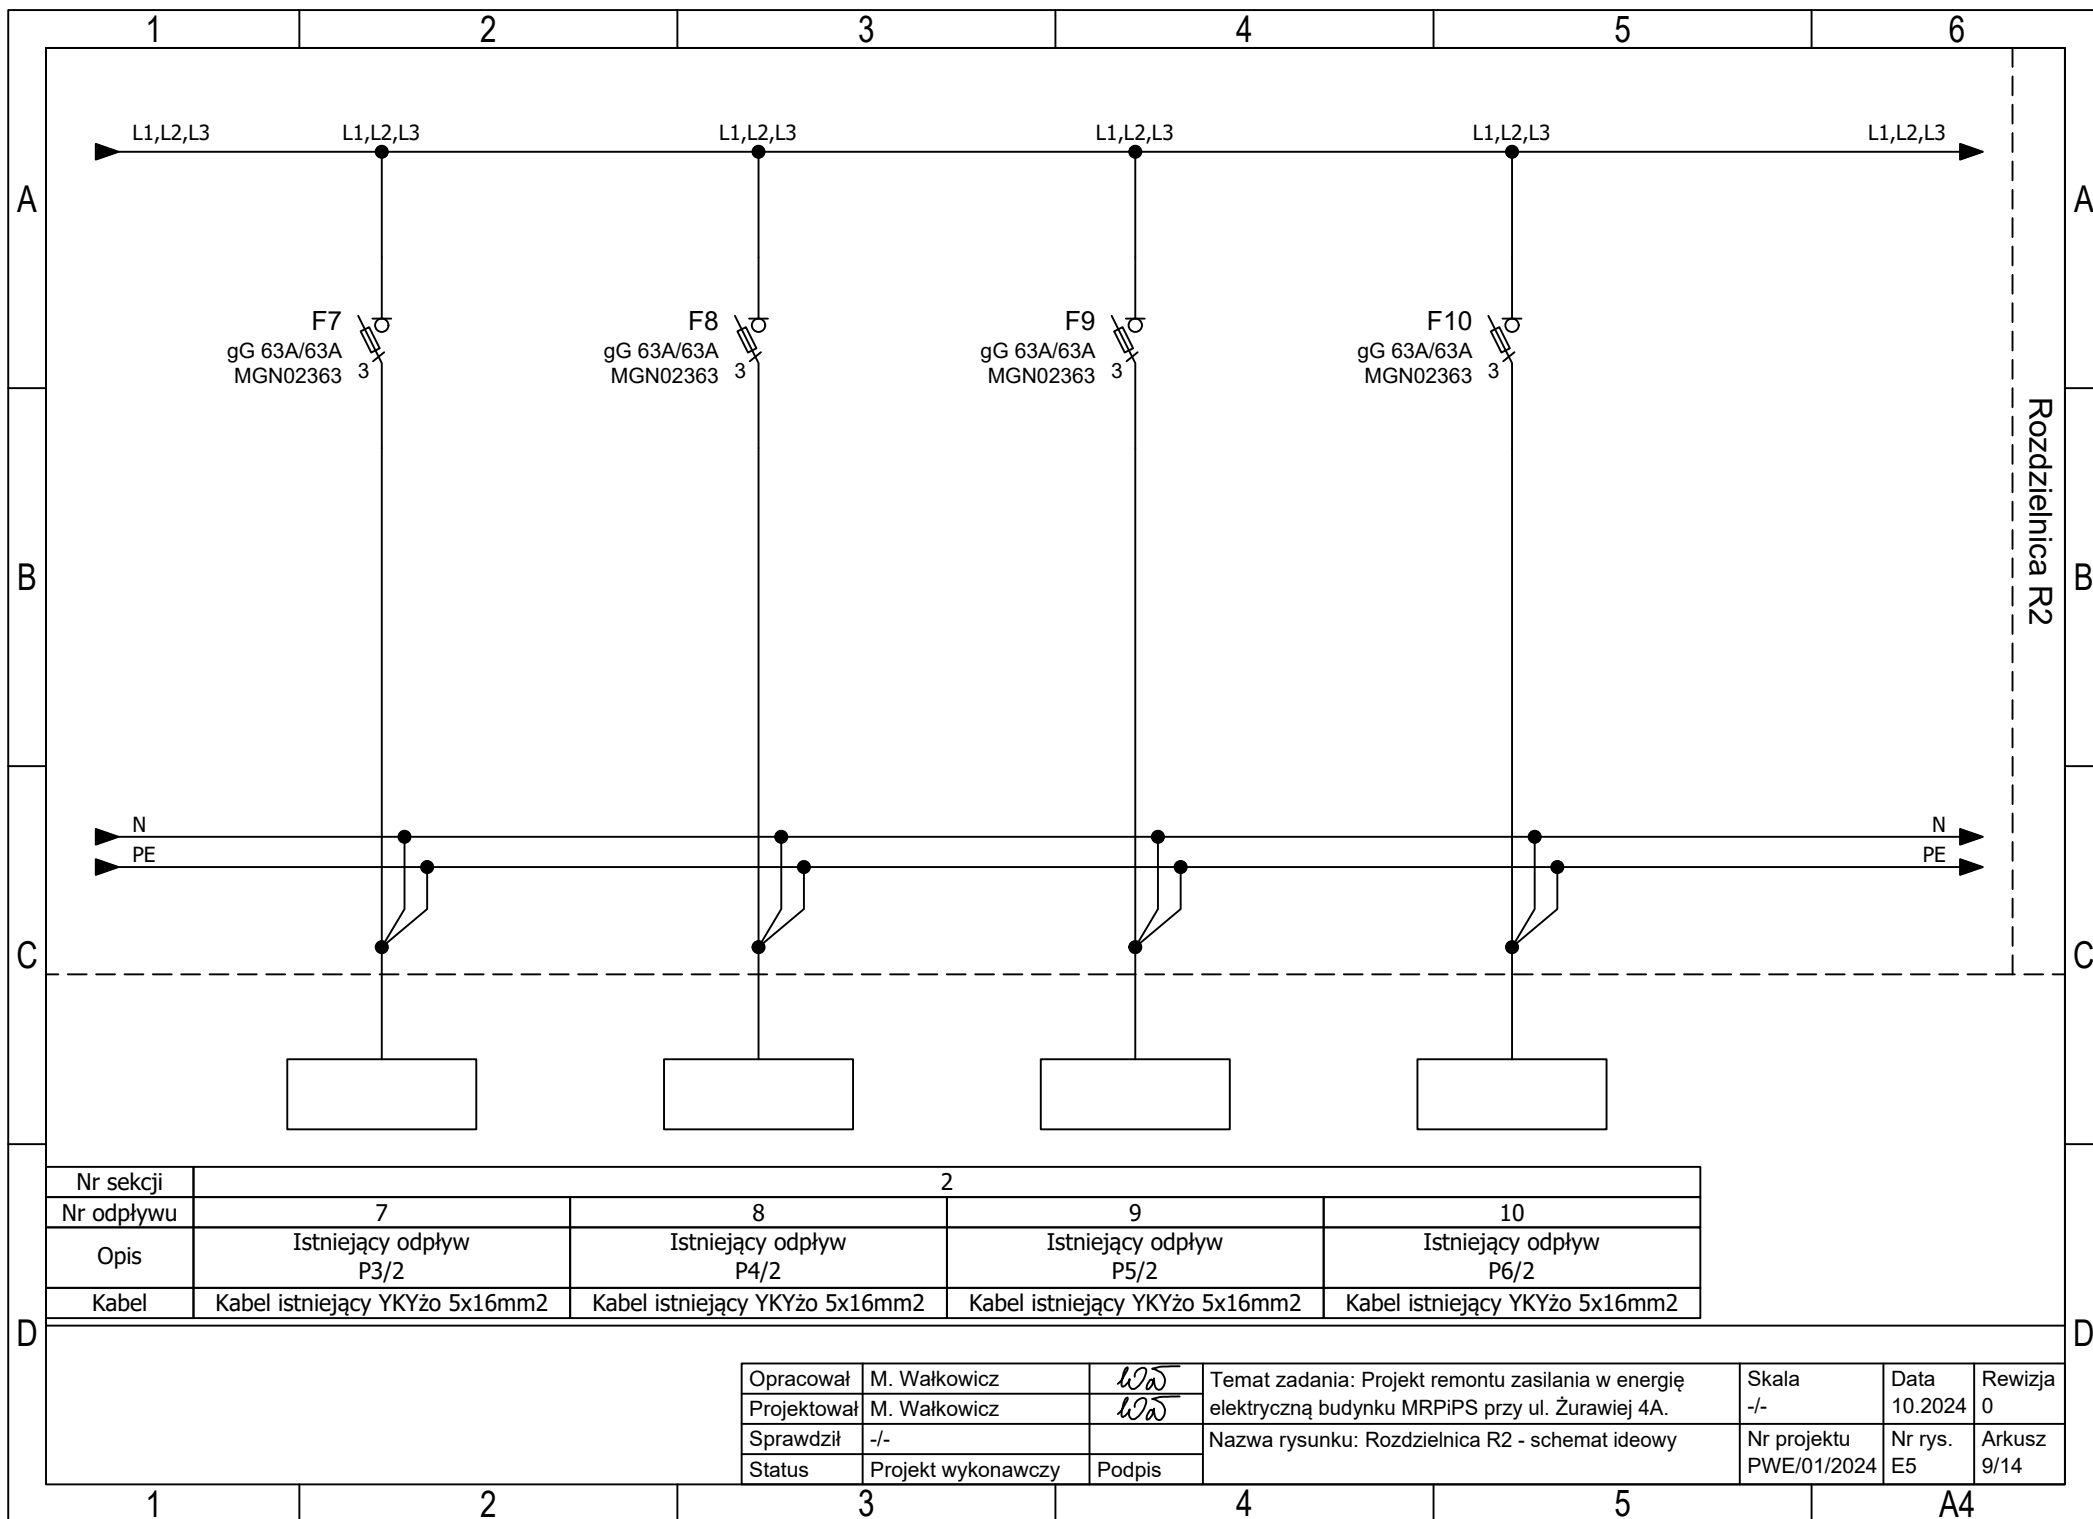 1 2 3 4 5 6
L1,L2,L3 L1,L2,L3 L1,L2,L3 L1,L2,L3 L1,L2,L3 L1,L2,L3
A A
F7 F8 F9 F10
gG 63A/63A gG 63A/63A gG 63A/63A gG 63A/63A
MGN02363 3 MGN02363 3 MGN02363 3 MGN02363 3
Rozdzielnica R2
B B
N N
PE PE
C C
Nr sekcji 2
Nr odpływu 7 8 9 10
Opis Istniejący odpływ Istniejący odpływ Istniejący odpływ Istniejący odpływ
P3/2 P4/2 P5/2 P6/2
Kabel Kabel istniejący YKYżo 5x16mm2 Kabel istniejący YKYżo 5x16mm2 Kabel istniejący YKYżo 5x16mm2 Kabel istniejący YKYżo 5x16mm2
D D
Opracował M. Wałkowicz Temat zadania: Projekt remontu zasilania w energię Skala Data Rewizja
Projektował M. Wałkowicz elektryczną budynku MRPiPS przy ul. Żurawiej 4A. -/- 10.2024 0
Sprawdził -/- Nazwa rysunku: Rozdzielnica R2 - schemat ideowy Nr projektu Nr rys. Arkusz
Status Projekt wykonawczy Podpis PWE/01/2024 E5 9/14
1 2 3 4 5 A4